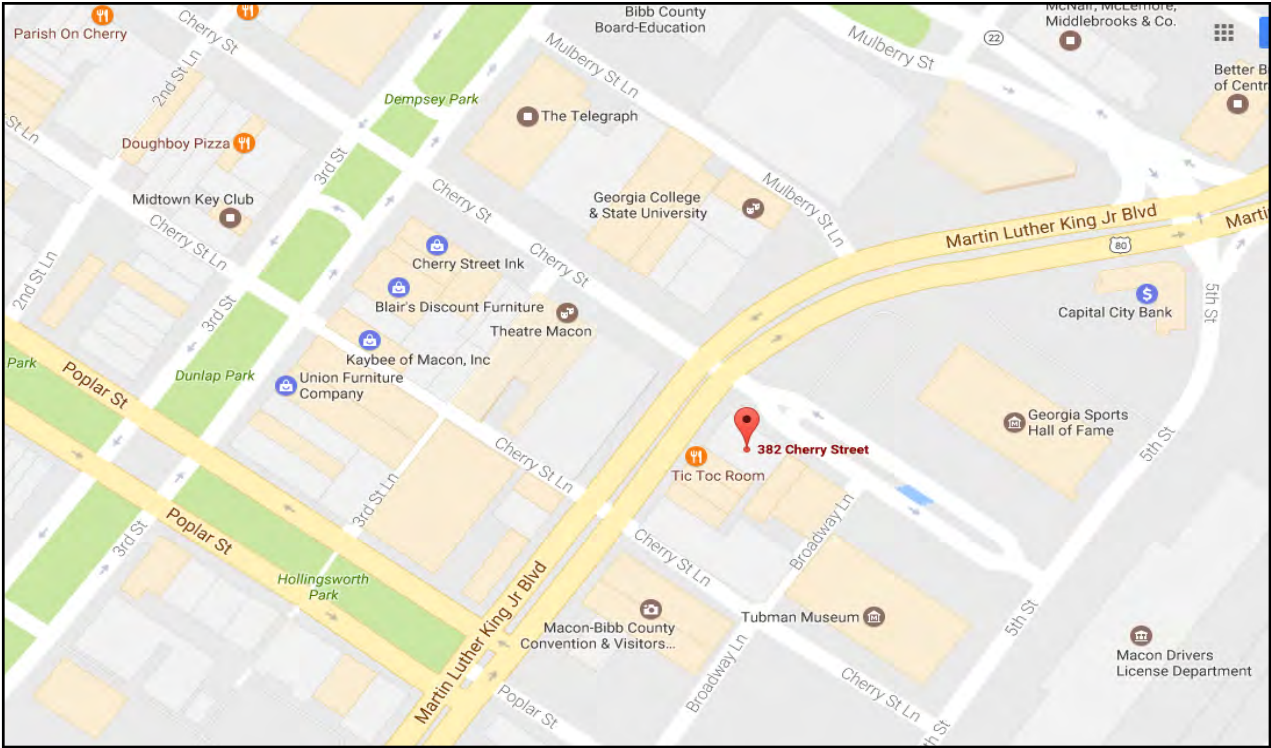 Parish On Cherry
Cherry St
Bibb County
Board-Education
McNair, McLemore,
Middlebrooks & Co.
22
Mulberry St
Mulberry St Ln
2nd St Ln
Dempsey Park
Better B
of Centr
The Telegraph
St Ln
Doughboy Pizza
3rd St
Midtown Key Club
Cherry St
Georgia College
& State University
Mulberry St Ln
Martin Luther King Jr Blvd
Marti
80
Cherry St Ln
2nd St Ln
Cherry Street Ink
Cherry St
Blair's Discount Furniture
Theatre Macon
3rd St
Capital City Bank
5th St
Kaybee of Macon, Inc
Park
Poplar St
Dunlap Park
Union Furniture
Company
Georgia Sports
Hall of Fame
382 Cherry Street
Tic Toc Room
5th St
Cherry St Ln
3rd St Ln
Poplar St
3rd St
Broadway Ln
Cherry St Ln
Hollingsworth
Park
Martin Luther King Jr Blvd
Macon-Bibb County
Convention & Visitors...
Tubman Museum
5th St
Macon Drivers
License Department
Broadway Ln
Cherry St Ln
Poplar St
th St